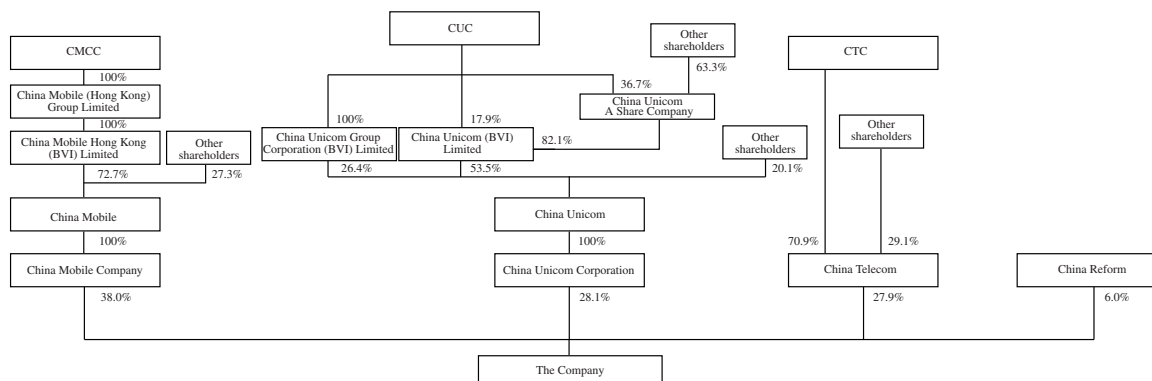 CUC
Other
shareholders
CMCC
CTC
63.3%
100%
36.7%
China Mobile (Hong Kong)
Group Limited
China Unicom
A Share Company
100%
100%
17.9%
China Mobile Hong Kong
(BVI) Limited
Other
shareholders
China Unicom Group
Corporation (BVI) Limited
China Unicom (BVI)
Limited
82.1%
Other
shareholders
Other
shareholders
72.7%
27.3%
26.4%
53.5%
20.1%
China Mobile
China Unicom
100%
100%
70.9%
29.1%
China Mobile Company
China Unicom Corporation
China Telecom
China Reform
38.0%
28.1%
27.9%
6.0%
The Company